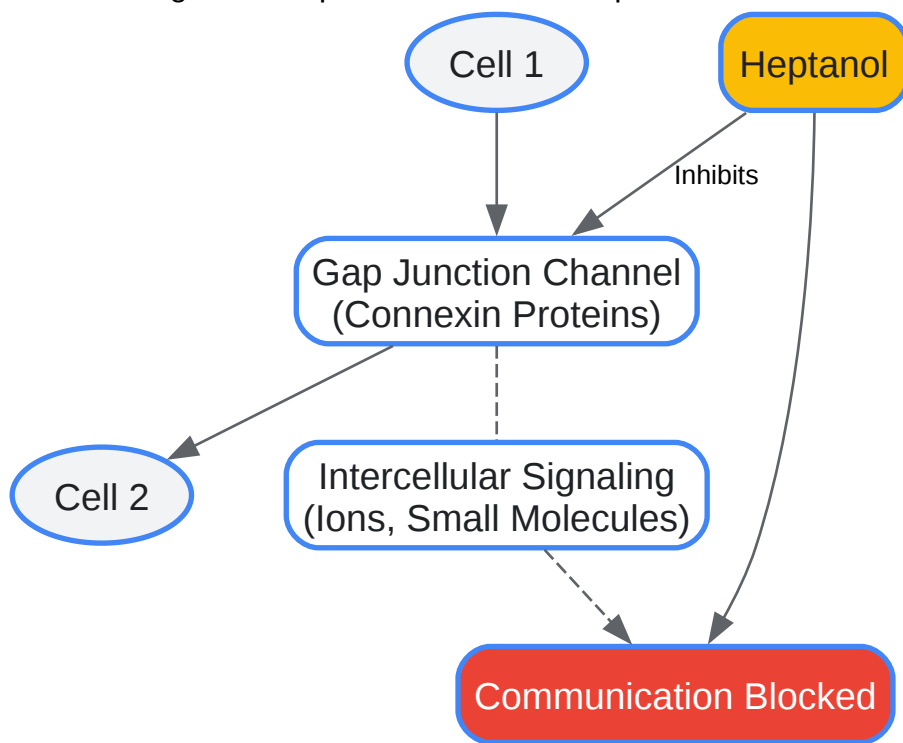 Cell 1
Heptanol
Inhibits
Gap Junction Channel
(Connexin Proteins)
Intercellular Signaling
(Ions, Small Molecules)
Cell 2
Communication Blocked